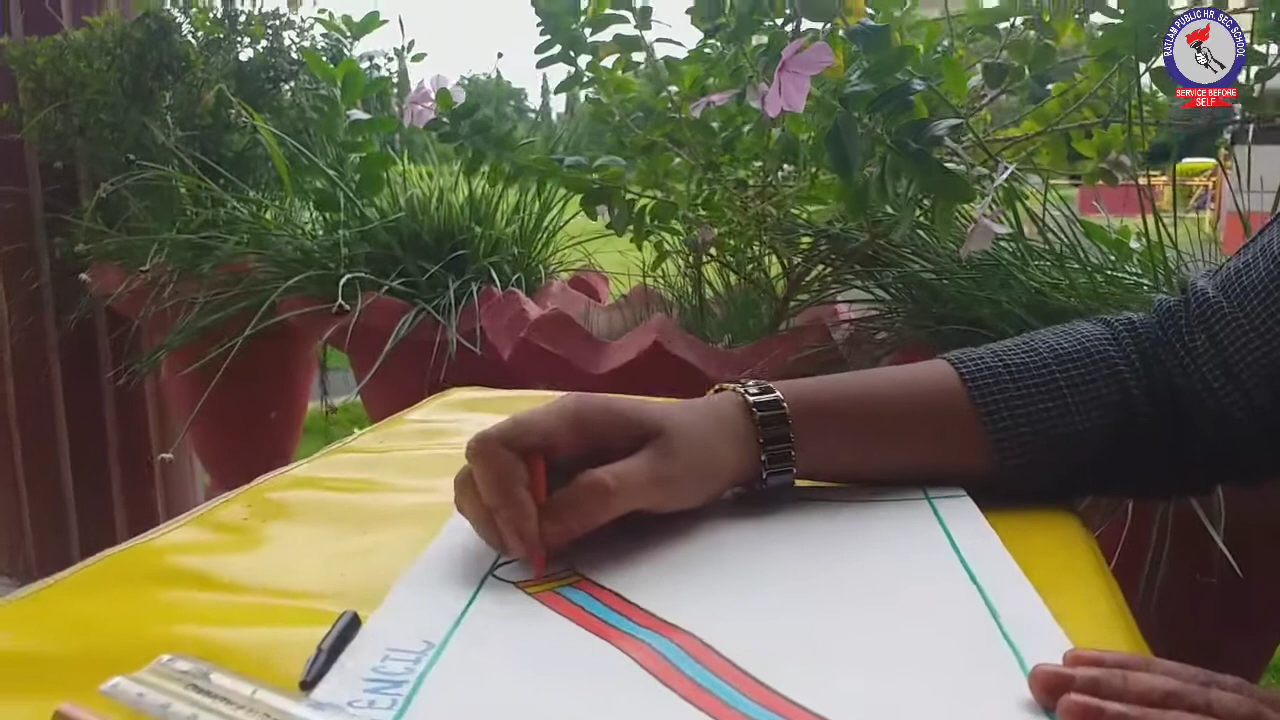 RATLAM PUBLIC HR. SEC. SCHOOL
SERVICE BEFORE
SELF
ENCIL